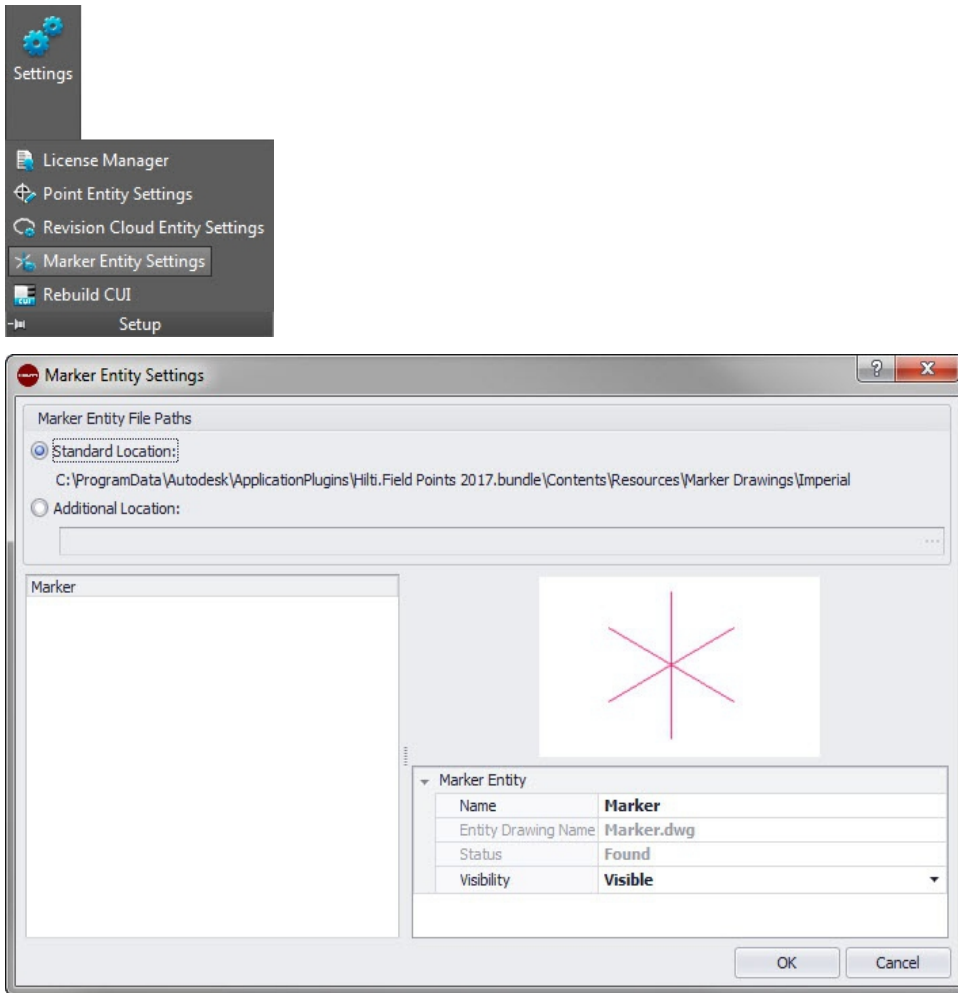 Settings
License Manager
Point Entity Settings
Revision Cloud Entity Settings
Marker Entity Settings
Rebuild CUI
Setup
Marker Entity Settings
Marker Entity File Paths
Standard Location:
C:\ProgramData\Autodesk\ApplicationPlugins\Hilti.Field Points 2017.bundle\Contents\Resources\Marker Drawings\Imperial
Additional Location:
...
Marker
Marker Entity
Name Marker
Entity Drawing Name Marker.dwg
Status Found
Visibility Visible
OK Cancel